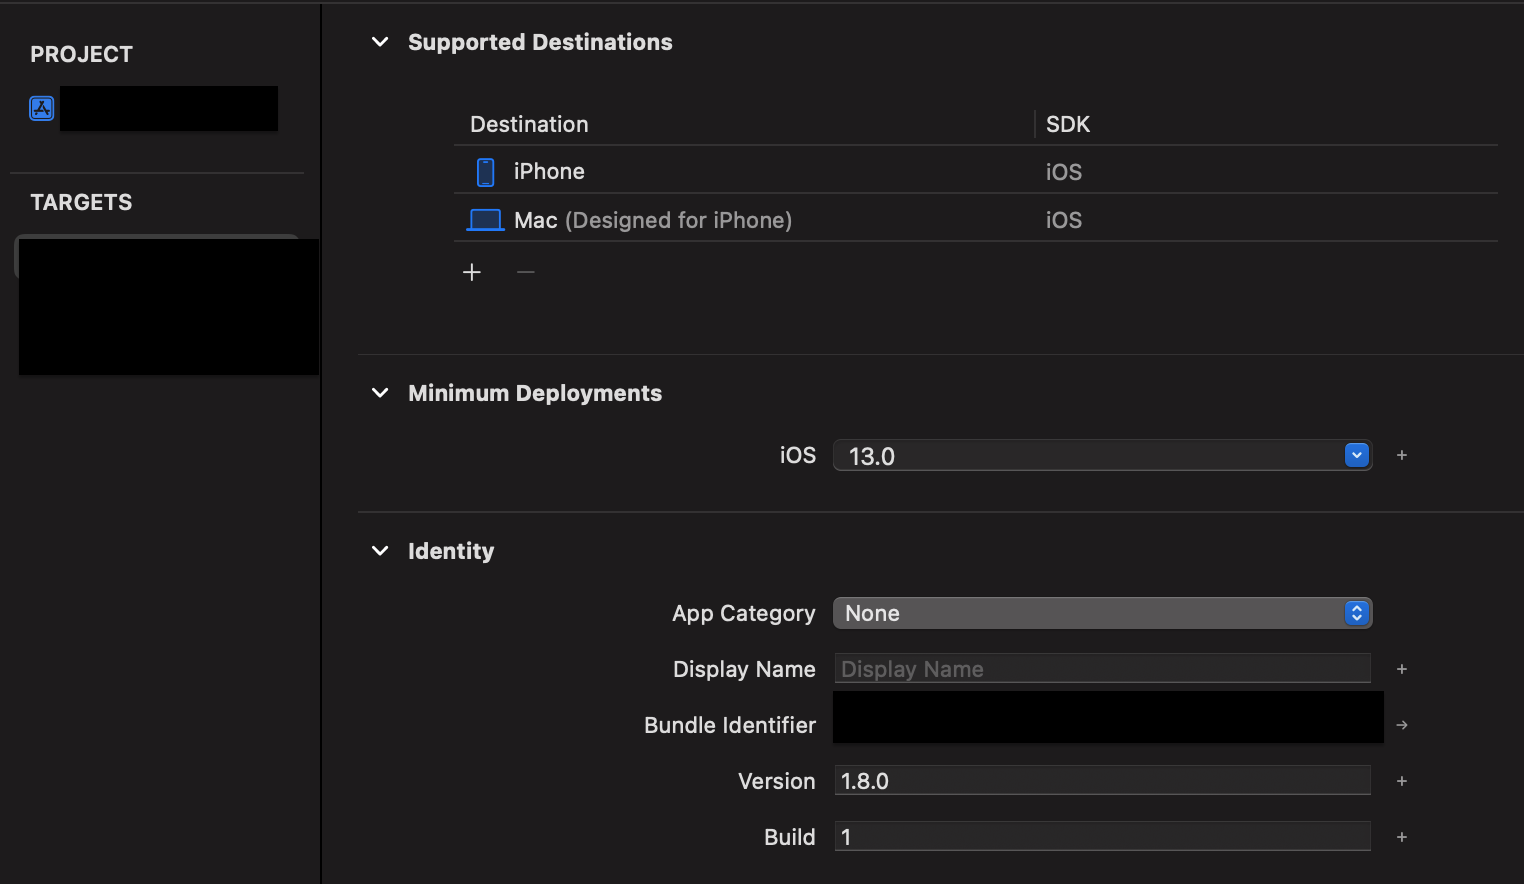 PROJECT
TARGETS
Supported Destinations
Destination SDK
iPhone iOS
Mac (Designed for iPhone) iOS
Minimum Deployments
iOS 13.0
Identity
App Category None
Display Name Display Name
Bundle Identifier
Version 1.8.0
Build 1